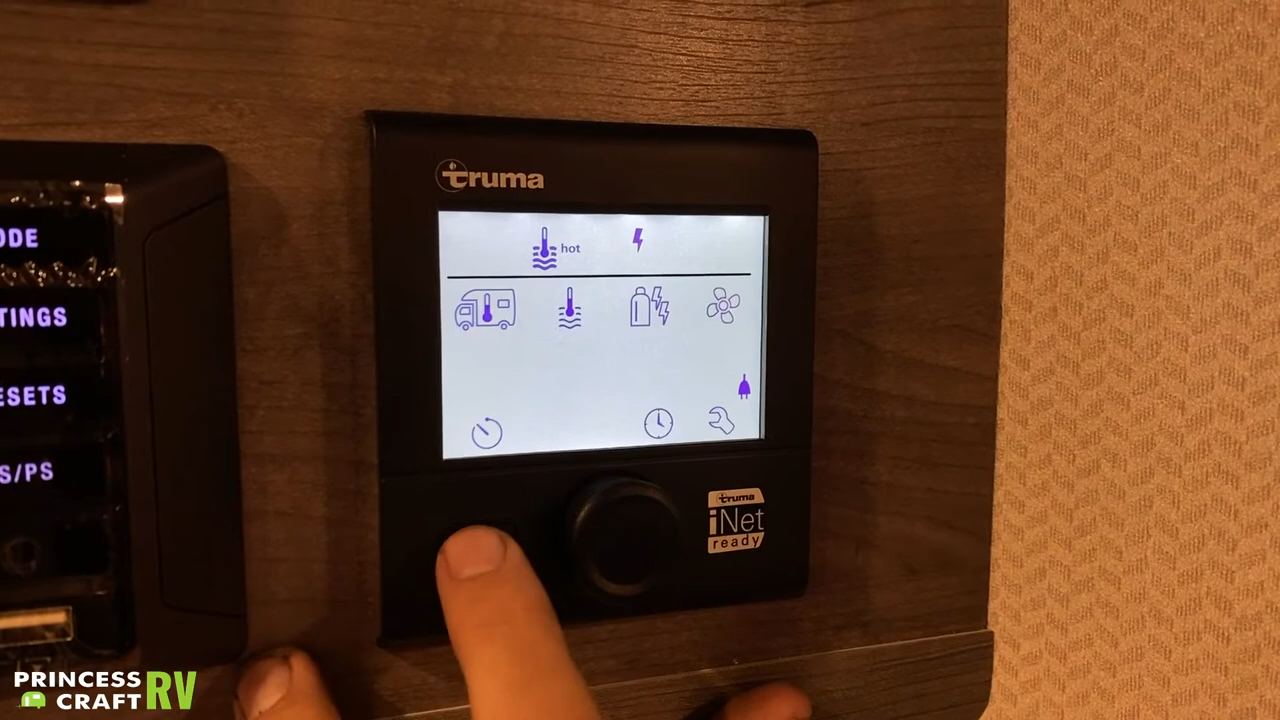 truma
hot
ODE
TINGS
ESETS
S/PS
truma
iNet
ready
PRINCESS
CRAFT RV